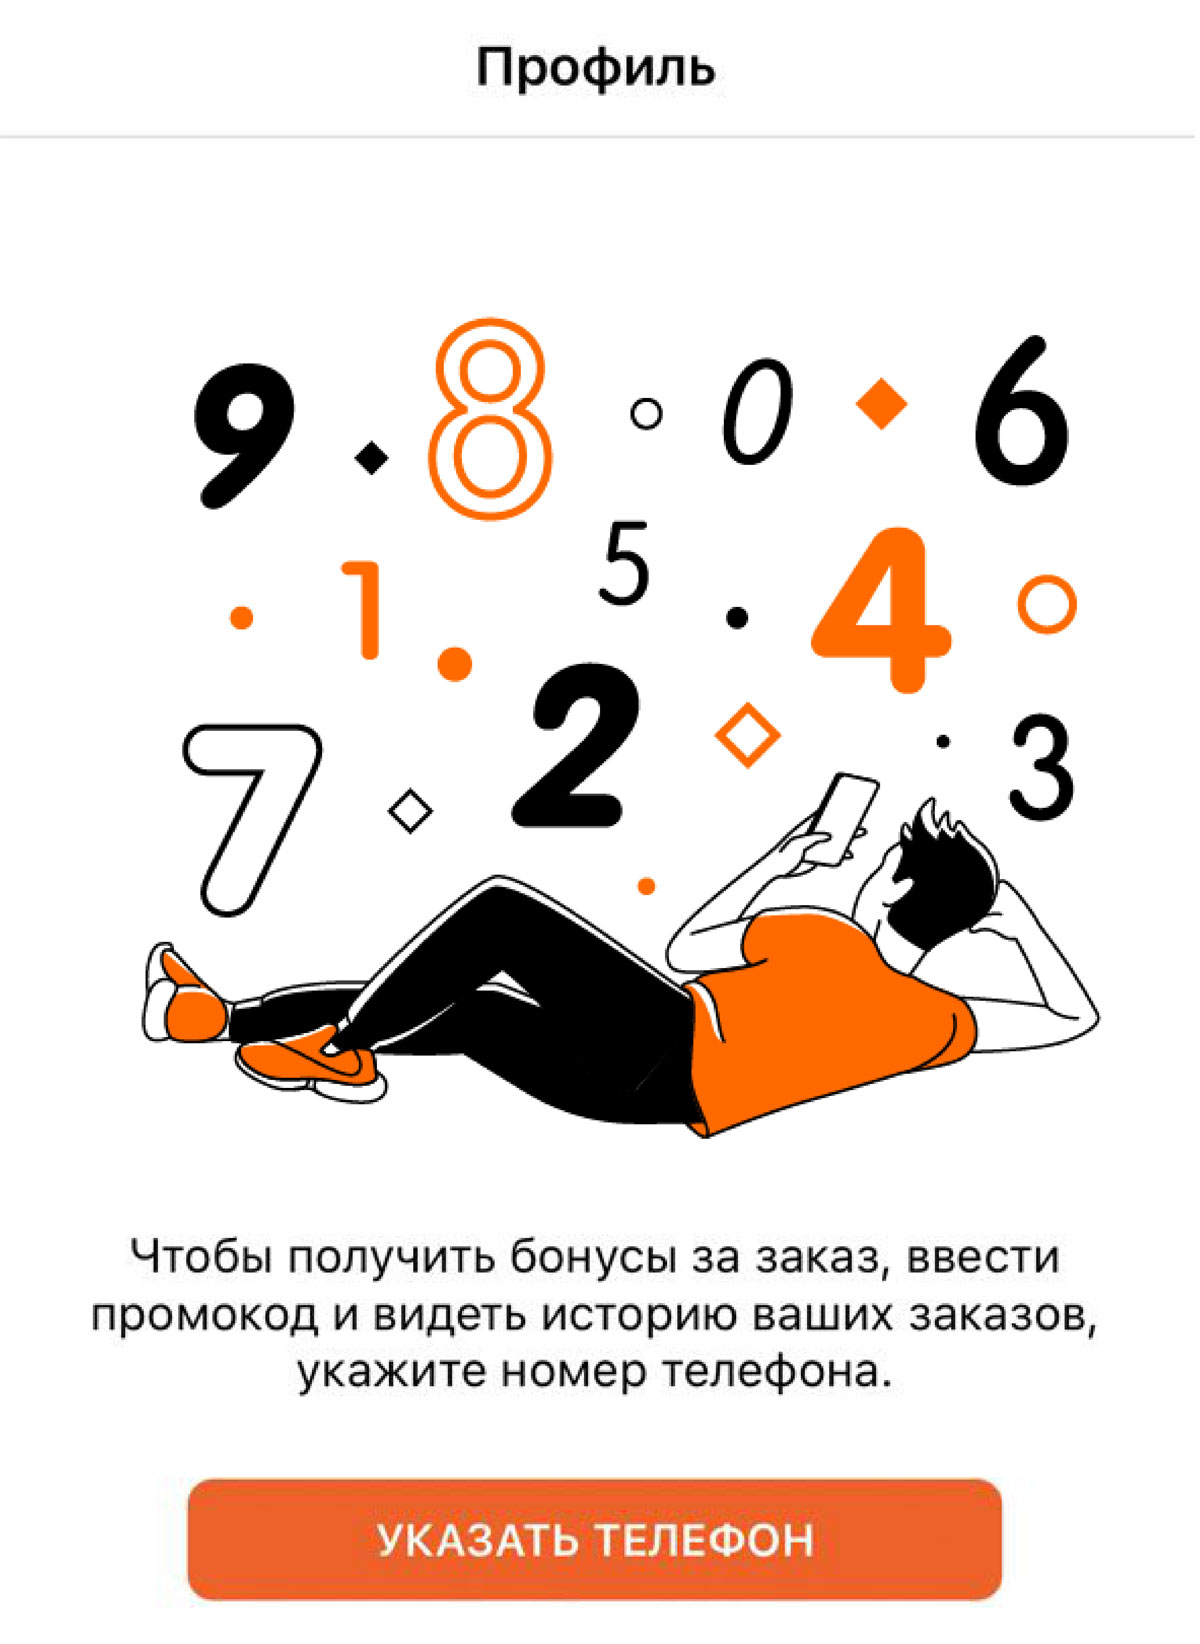 Профиль
9 8 0 6
1 5 4
7 2 3
Чтобы получить бонусы за заказ, ввести
промокод и видеть историю ваших заказов,
укажите номер телефона.
УКАЗАТЬ ТЕЛЕФОН